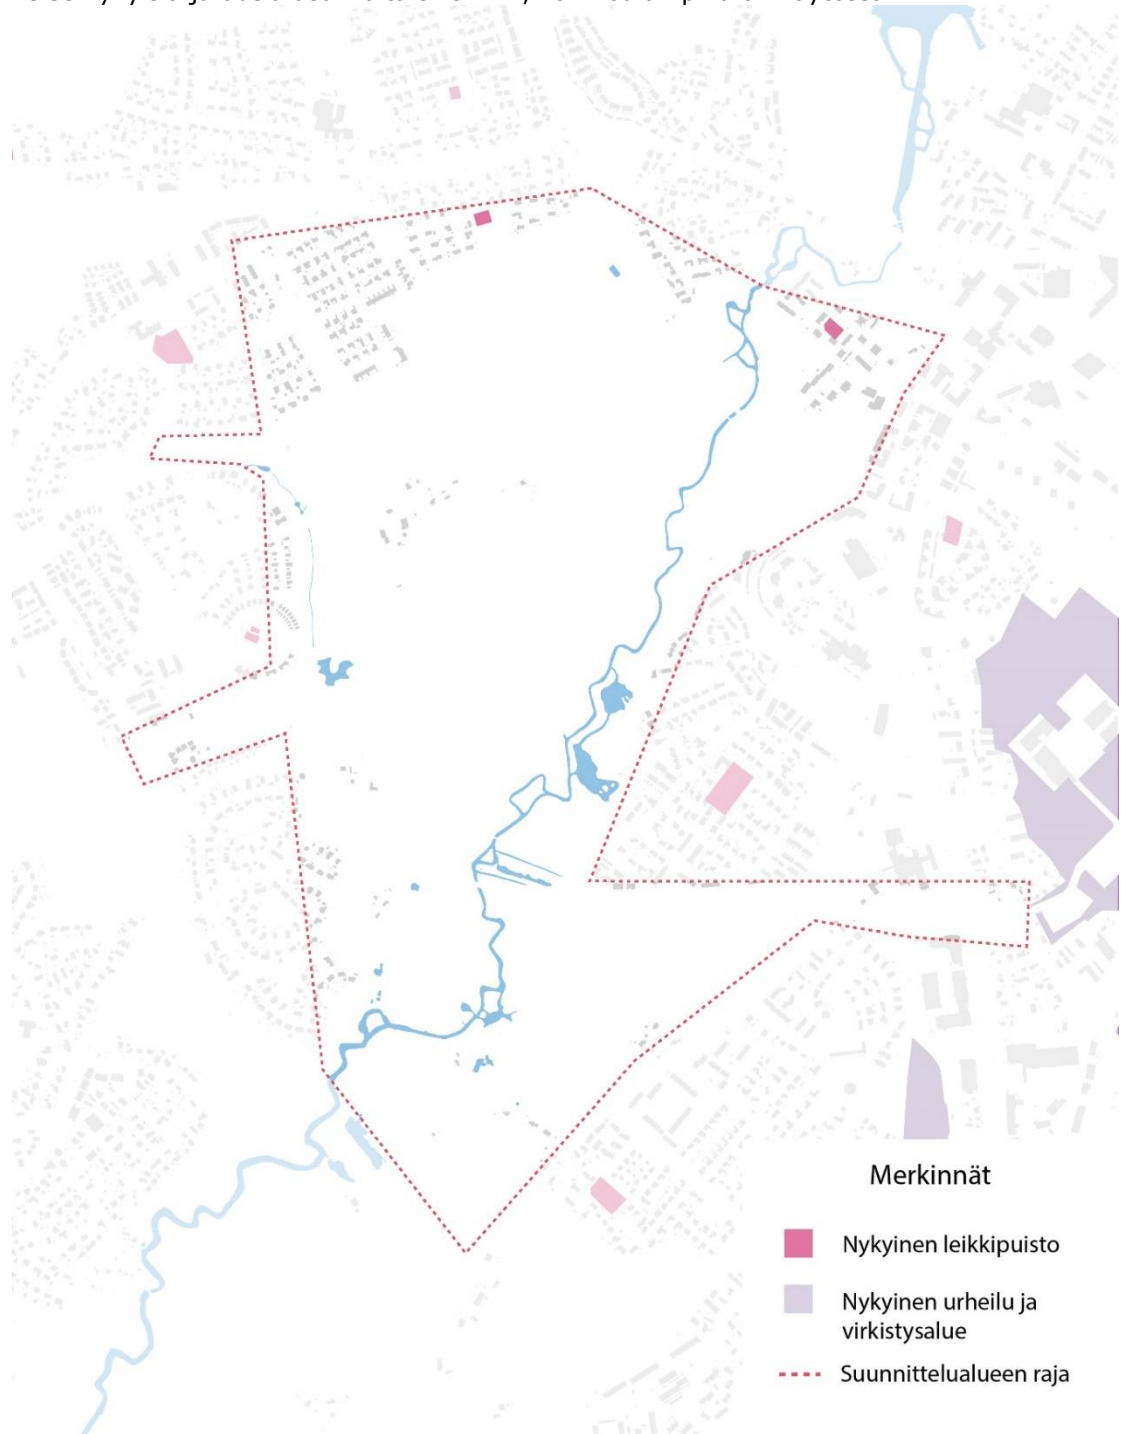 Merkinnät
Nykyinen leikkipuisto
Nykyinen urheilu ja
virkistysalue
Suunnittelualueen raja